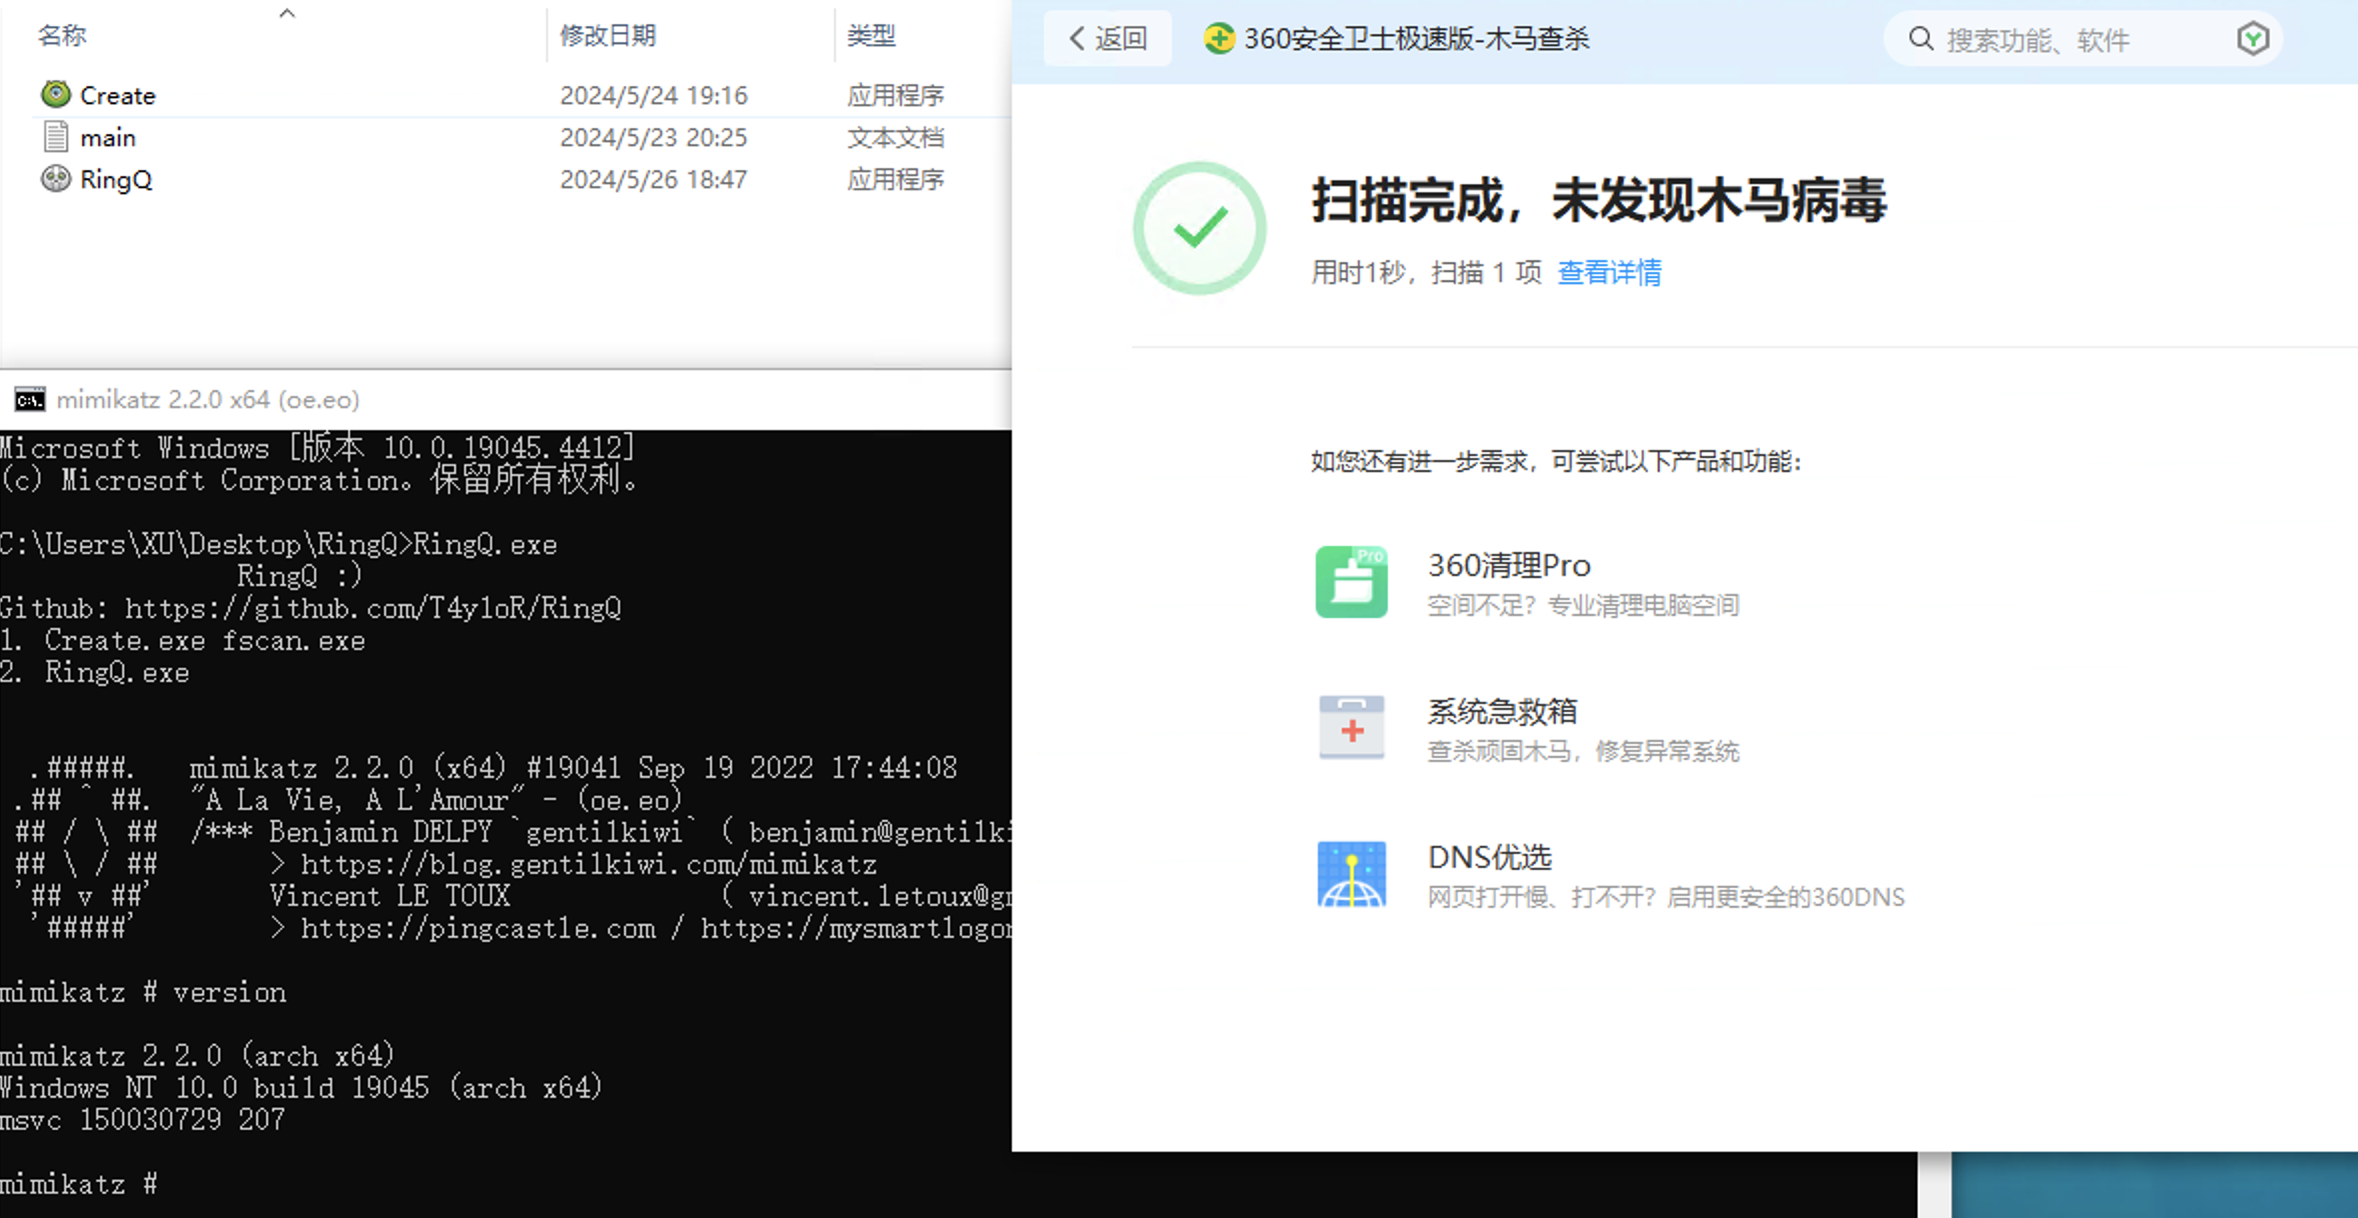 名称 修改日期 类型
Create 2024/5/24 19:16 应用程序
main 2024/5/23 20:25 文本文档
RingQ 2024/5/26 18:47 应用程序
mimikatz 2.2.0 x64 (oe.eo)
Microsoft Windows [版本 10.0.19045.4412]
(c) Microsoft Corporation。保留所有权利。
C:\Users\XU\Desktop\RingQ>RingQ.exe
RingQ :)
Github: https://github.com/T4y1oR/RingQ
1. Create.exe fscan.exe
2. RingQ.exe
.#####.   mimikatz 2.2.0 (x64) #19041 Sep 19 2022 17:44:08
.## ^ ##.  "A La Vie, A L'Amour" - (oe.eo)
## / \ ##  /*** Benjamin DELPY `gentilkiwi` ( benjamin@gentilki
## \ / ##       > https://blog.gentilkiwi.com/mimikatz
'## v ##'       Vincent LE TOUX             ( vincent.letoux@gm
'#####'        > https://pingcastle.com / https://mysmartlogon
mimikatz # version
mimikatz 2.2.0 (arch x64)
Windows NT 10.0 build 19045 (arch x64)
msvc 150030729 207
mimikatz #
返回 360安全卫士极速版-木马查杀 搜索功能、软件
扫描完成，未发现木马病毒
用时1秒，扫描 1 项 查看详情
如您还有进一步需求，可尝试以下产品和功能：
Pro
360清理Pro
空间不足？专业清理电脑空间
系统急救箱
查杀顽固木马，修复异常系统
DNS优选
网页打开慢、打不开？启用更安全的360DNS